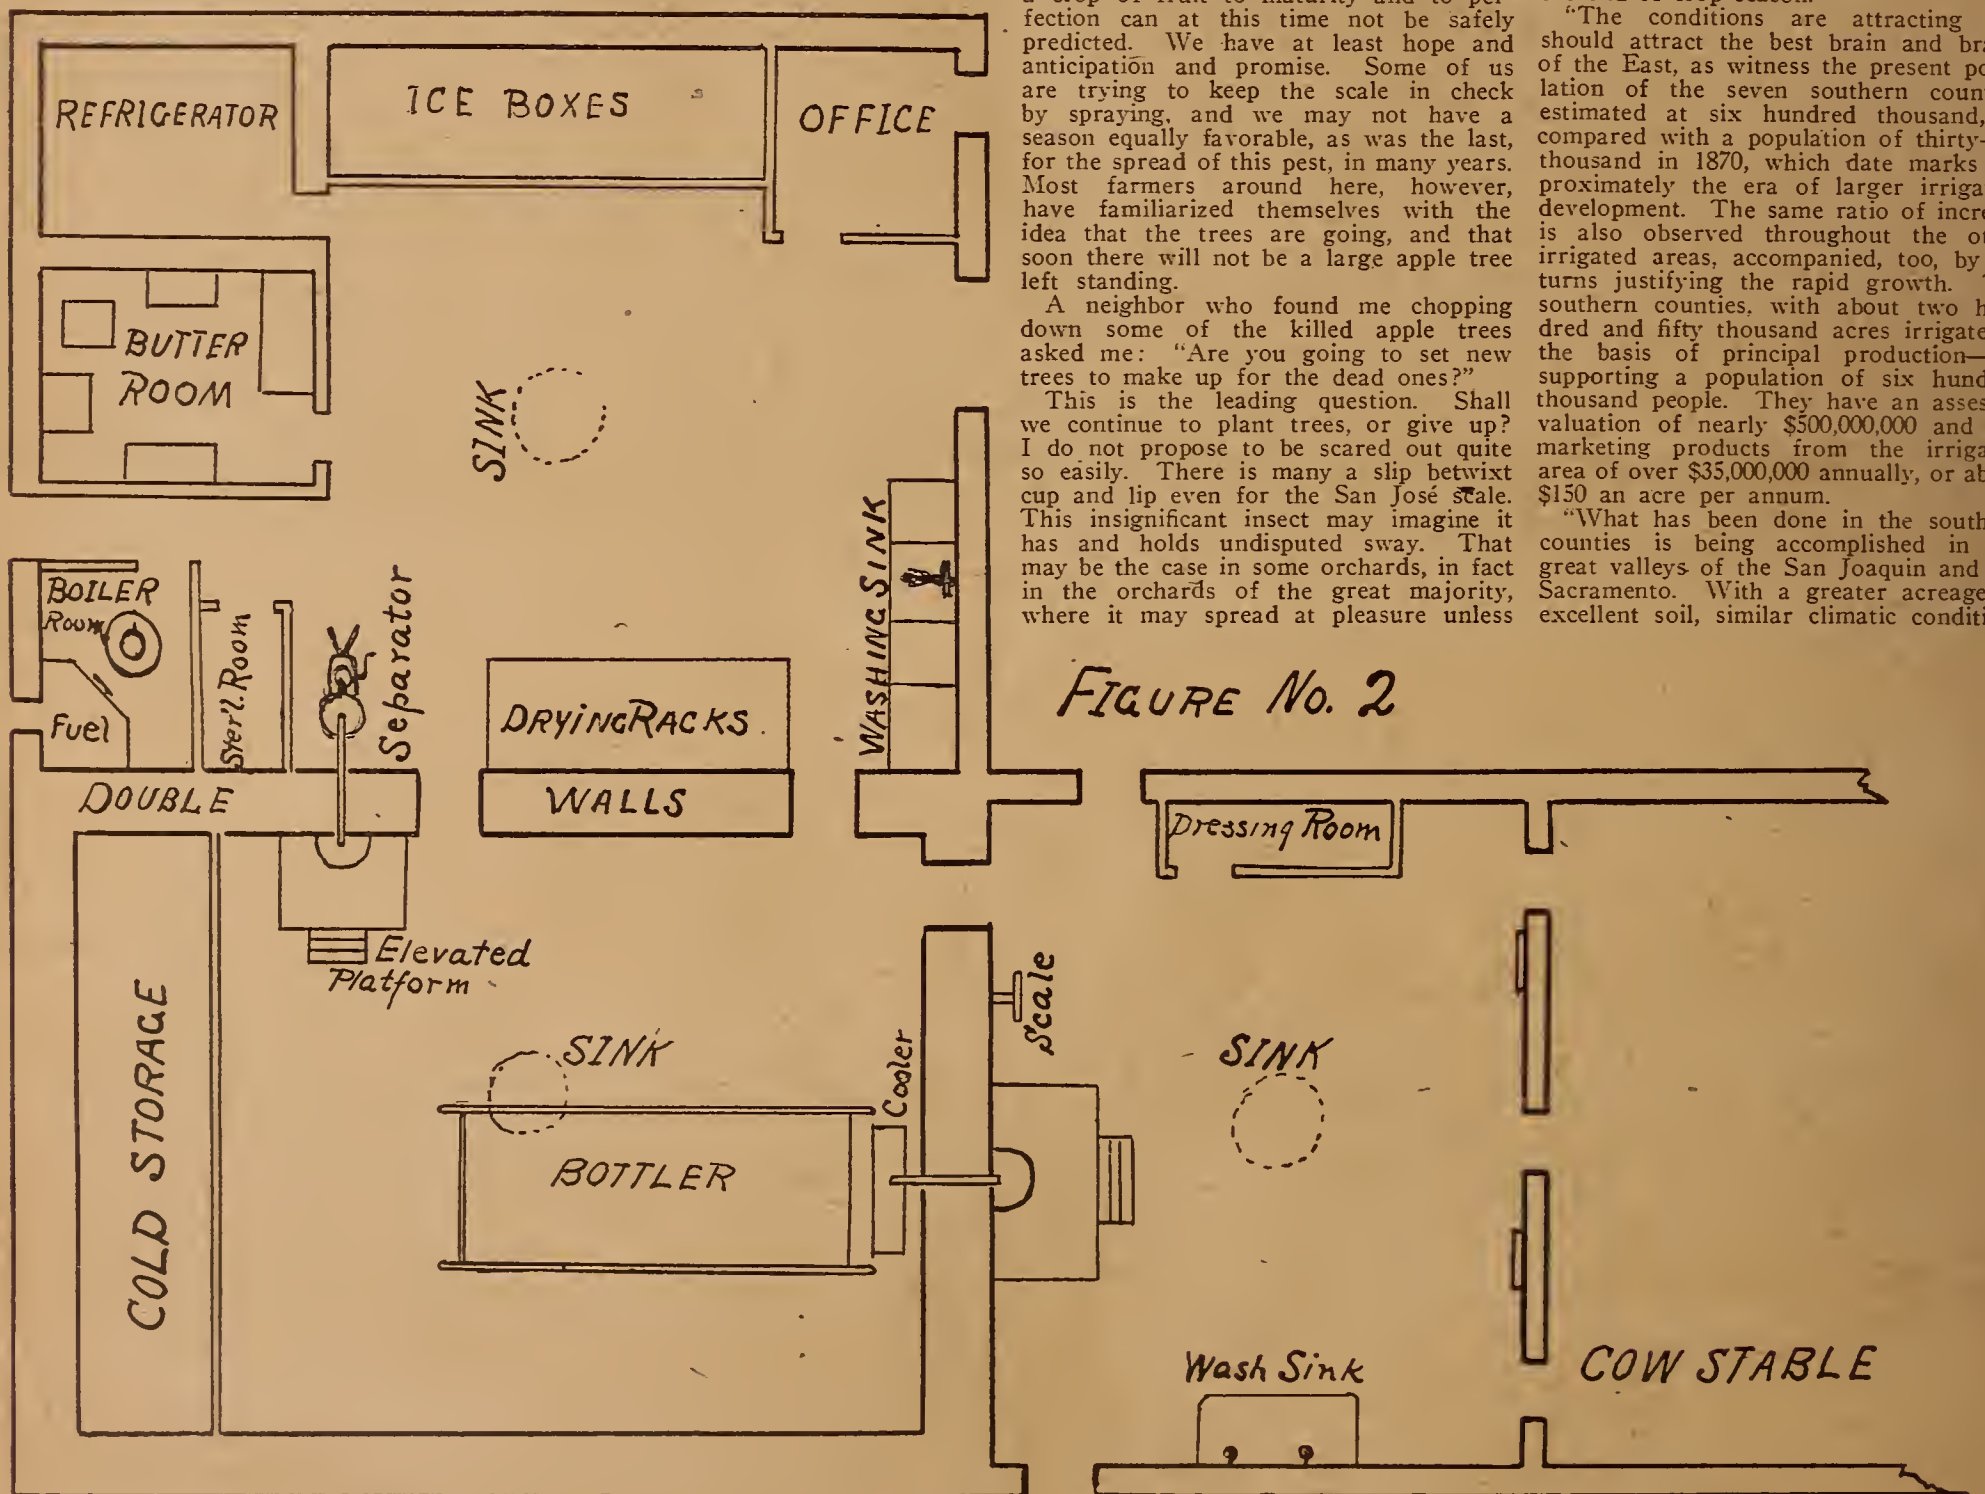 REFRIGERATOR
ICE BOXES
OFFICE
BUTTER
ROOM
SINK
WASHING SINK
BOILER
Room
Fuel
Ster'l. Room
Separator
DRYING RACKS
DOUBLE
WALLS
Elevated
Platform
COLD STORAGE
SINK
BOTTLER
Cooler
fection can at this time not be safely
predicted. We have at least hope and
anticipation and promise. Some of us
are trying to keep the scale in check
by spraying, and we may not have a
season equally favorable, as was the last,
for the spread of this pest, in many years.
Most farmers around here, however,
have familiarized themselves with the
idea that the trees are going, and that
soon there will not be a large apple tree
left standing.
A neighbor who found me chopping
down some of the killed apple trees
asked me: "Are you going to set new
trees to make up for the dead ones?"
This is the leading question. Shall
we continue to plant trees, or give up?
I do not propose to be scared out quite
so easily. There is many a slip betwixt
cup and lip even for the San José scale.
This insignificant insect may imagine it
has and holds undisputed sway. That
may be the case in some orchards, in fact
in the orchards of the great majority,
where it may spread at pleasure unless
"The conditions are attracting
should attract the best brain and
of the East, as witness the present
lation of the seven southern
estimated at six hundred thousand,
compared with a population of thirty-
thousand in 1870, which date marks
proximately the era of larger
development. The same ratio of
is also observed throughout the
irrigated areas, accompanied, too, by
turns justifying the rapid growth.
southern counties, with about two
dred and fifty thousand acres
the basis of principal production—
supporting a population of six
thousand people. They have an
valuation of nearly $500,000,000 and
marketing products from the
area of over $35,000,000 annually, or
$150 an acre per annum.
"What has been done in the
counties is being accomplished in
great valleys of the San Joaquin and
Sacramento. With a greater acreage
excellent soil, similar climatic
FIGURE No. 2
Dressing Room
Scale
SINK
Wash Sink
COW STABLE